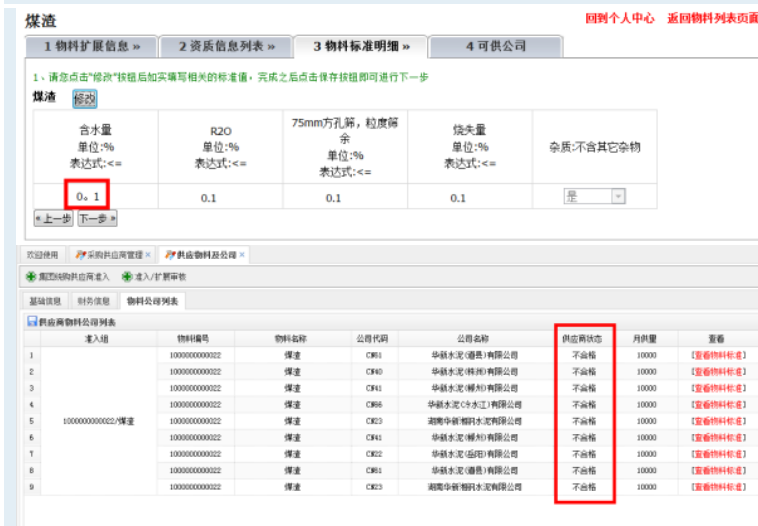 煤渣
回到个人中心 返回物料列表页面
1 物料扩展信息 » 2 资质信息列表 » 3 物料标准明细 » 4 可供公司
1、请您点击"修改"按钮后如实填写相关的标准值，完成之后点击保存按钮即可进行下一步
煤渣 修改
含水量
单位:%
表达式:<=
R2O
单位:%
表达式:<=
75mm方孔筛，粒度筛
余
单位:%
表达式:<=
烧失量
单位:%
表达式:<=
杂质:不含其它杂物
0。1 0.1 0.1 0.1 是
«上一步 下一步»
欢迎使用 采购供应商管理 × 供应物料及公司 ×
集团统购供应商准入 准入/扩展审核
基础信息 财务信息 物料公司列表
供应商物料公司列表
准入组 物料编号 物料名称 公司代码 公司名称 供应商状态 月供量 查看
1 1000000000022 煤渣 华新水泥(道县)有限公司 不合格 10000 [查看物料标准]
2 1000000000022 煤渣 华新水泥(株洲)有限公司 不合格 10000 [查看物料标准]
3 1000000000022 煤渣 华新水泥(郴州)有限公司 不合格 10000 [查看物料标准]
4 1000000000022 煤渣 华新水泥(冷水江)有限公司 不合格 10000 [查看物料标准]
5 1000000000022/煤渣 1000000000022 煤渣 湖南华新湘钢水泥有限公司 不合格 10000 [查看物料标准]
6 1000000000022 煤渣 华新水泥(郴州)有限公司 不合格 10000 [查看物料标准]
7 1000000000022 煤渣 华新水泥(岳阳)有限公司 不合格 10000 [查看物料标准]
8 1000000000022 煤渣 华新水泥(道县)有限公司 不合格 10000 [查看物料标准]
9 1000000000022 煤渣 湖南华新湘钢水泥有限公司 不合格 10000 [查看物料标准]